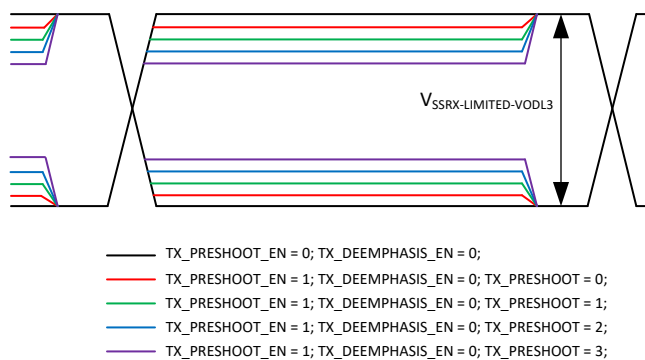 VSSRX-LIMITED-VODL3
TX_PRESHOOT_EN = 0; TX_DEEMPHASIS_EN = 0;
TX_PRESHOOT_EN = 1; TX_DEEMPHASIS_EN = 0; TX_PRESHOOT = 0;
TX_PRESHOOT_EN = 1; TX_DEEMPHASIS_EN = 0; TX_PRESHOOT = 1;
TX_PRESHOOT_EN = 1; TX_DEEMPHASIS_EN = 0; TX_PRESHOOT = 2;
TX_PRESHOOT_EN = 1; TX_DEEMPHASIS_EN = 0; TX_PRESHOOT = 3;